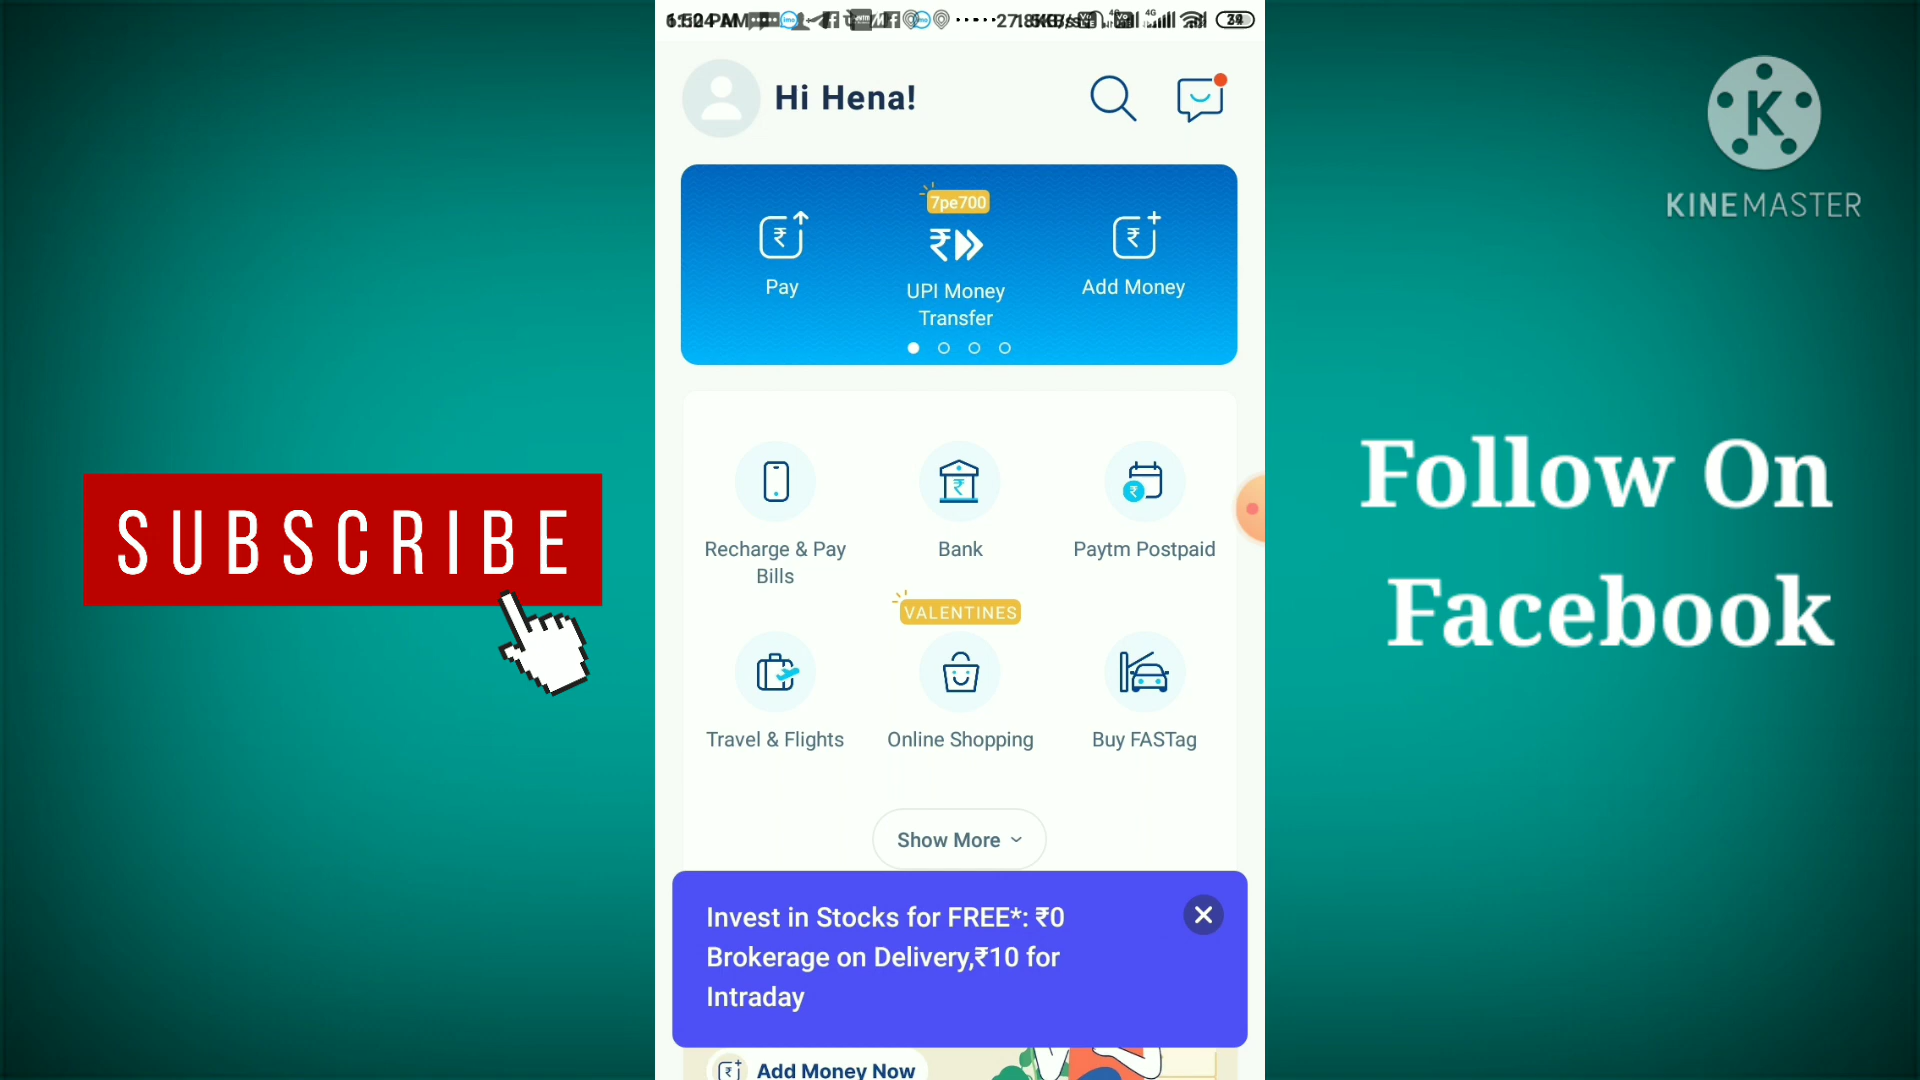 Hi Hena!
7pe700
Pay
UPI Money
Transfer
Add Money
Recharge & Pay
Bills
Bank
Paytm Postpaid
VALENTINES
Travel & Flights
Online Shopping
Buy FASTag
Show More
Invest in Stocks for FREE*: ₹0
Brokerage on Delivery,₹10 for
Intraday
Add Money Now
SUBSCRIBE
K
KINEMASTER
Follow On
Facebook